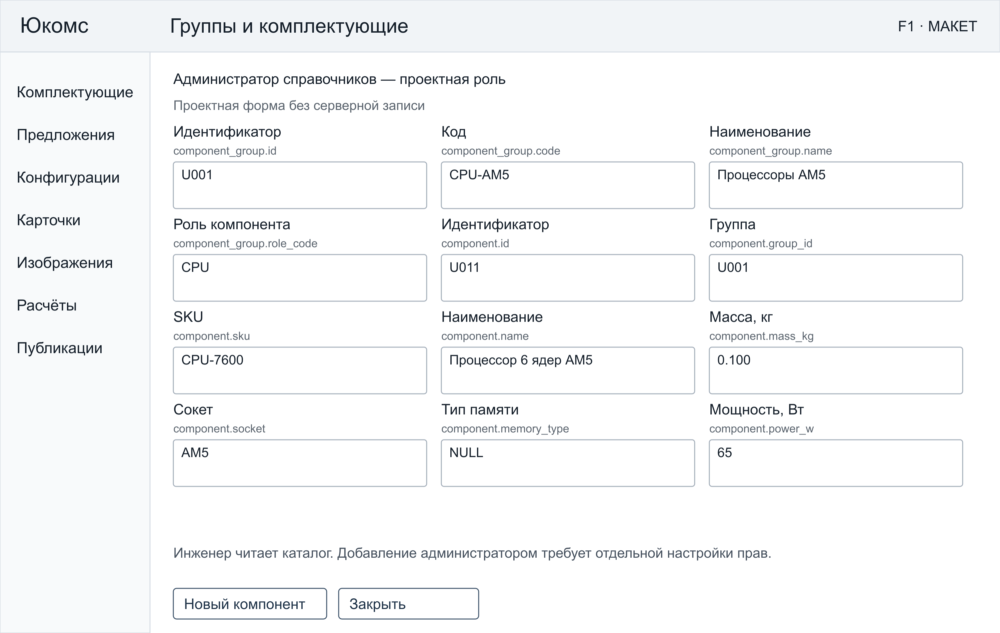 Юкомс
Группы и комплектующие
F1 · МАКЕТ
Комплектующие
Предложения
Конфигурации
Карточки
Изображения
Расчёты
Публикации
Администратор справочников — проектная роль
Проектная форма без серверной записи
Идентификатор
component_group.id
U001
Код
component_group.code
CPU-AM5
Наименование
component_group.name
Процессоры AM5
Роль компонента
component_group.role_code
CPU
Идентификатор
component.id
U011
Группа
component.group_id
U001
SKU
component.sku
CPU-7600
Наименование
component.name
Процессор 6 ядер AM5
Масса, кг
component.mass_kg
0.100
Сокет
component.socket
AM5
Тип памяти
component.memory_type
NULL
Мощность, Вт
component.power_w
65
Инженер читает каталог. Добавление администратором требует отдельной настройки прав.
Новый компонент
Закрыть